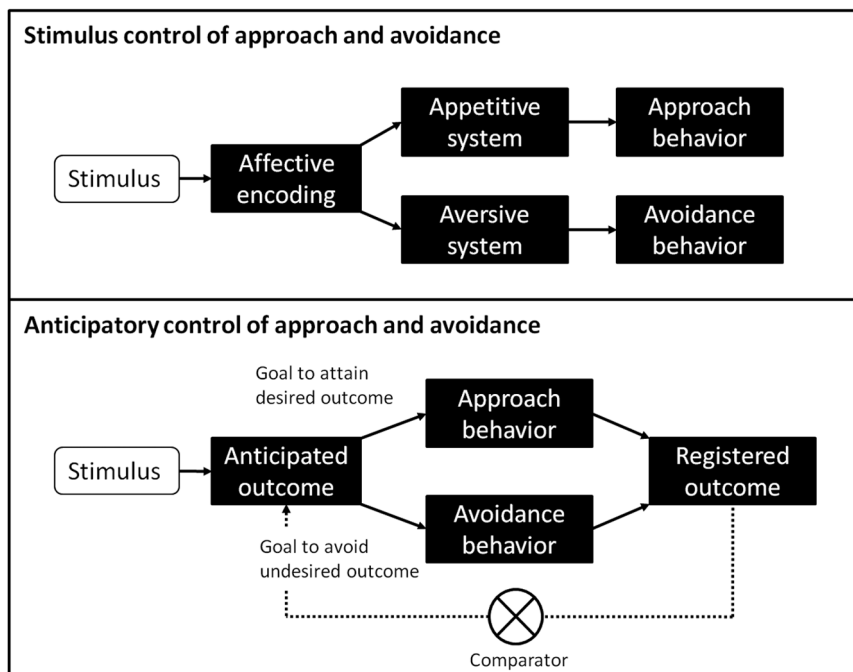 Stimulus control of approach and avoidance
Appetitive
system
Approach
behavior
Stimulus
Affective
encoding
Aversive
system
Avoidance
behavior
Anticipatory control of approach and avoidance
Goal to attain
desired outcome
Approach
behavior
Stimulus
Anticipated
outcome
Registered
outcome
Avoidance
behavior
Goal to avoid
undesired outcome
Comparator